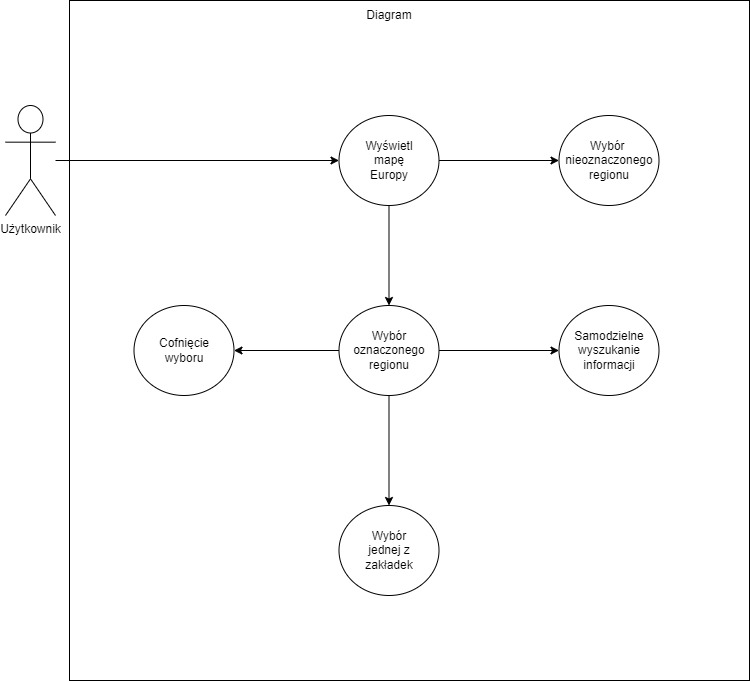 Diagram
Wyświetl
mapę
Europy
Wybór
nieoznaczonego
regionu
Użytkownik
Cofnięcie
wyboru
Wybór
oznaczonego
regionu
Samodzielne
wyszukanie
informacji
Wybór
jednej z
zakładek